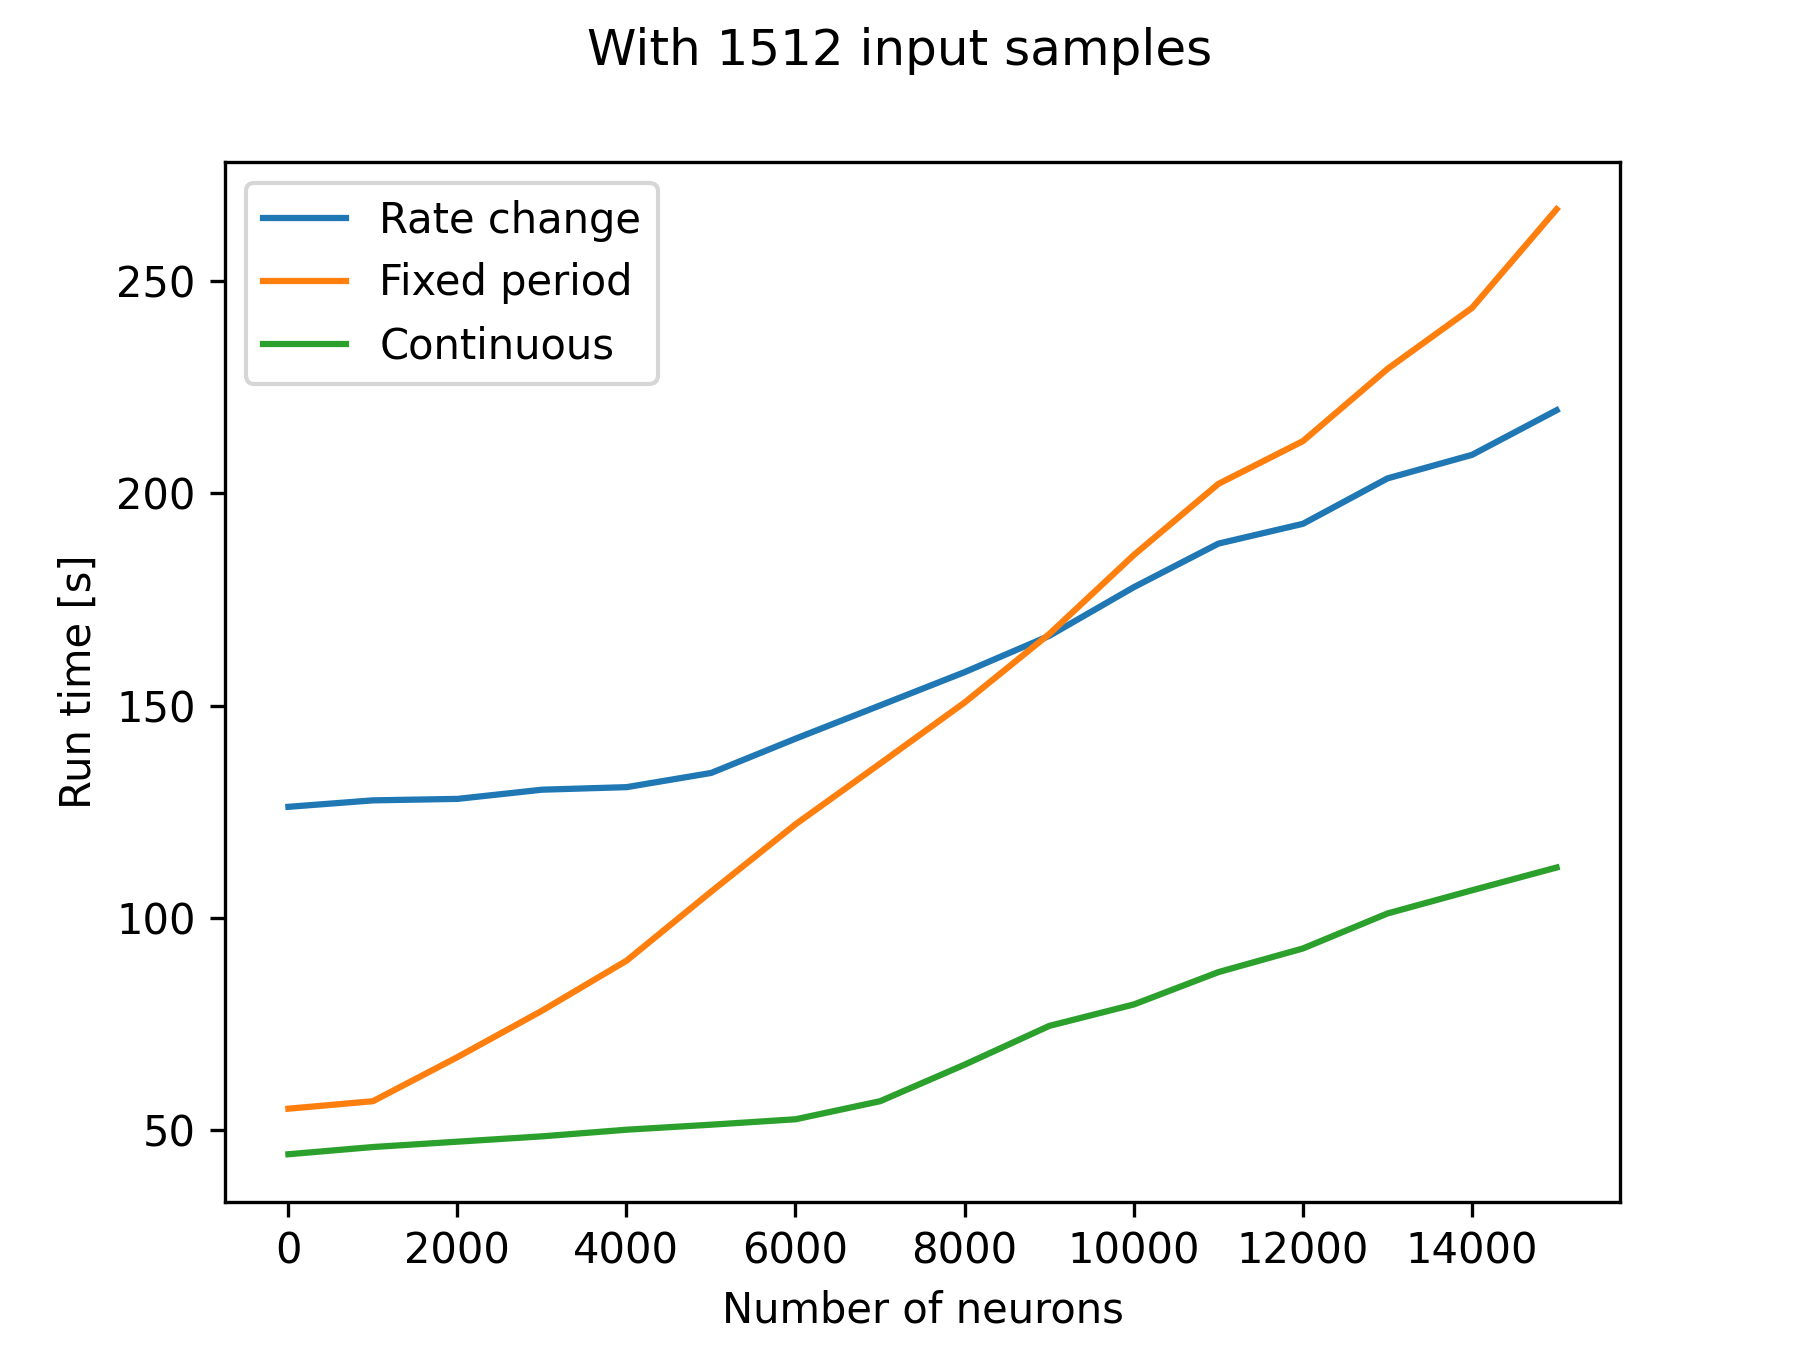 With 1512 input samples
Rate change
Fixed period
Continuous
250
200
150
100
50
Run time [s]
0 2000 4000 6000 8000 10000 12000 14000
Number of neurons